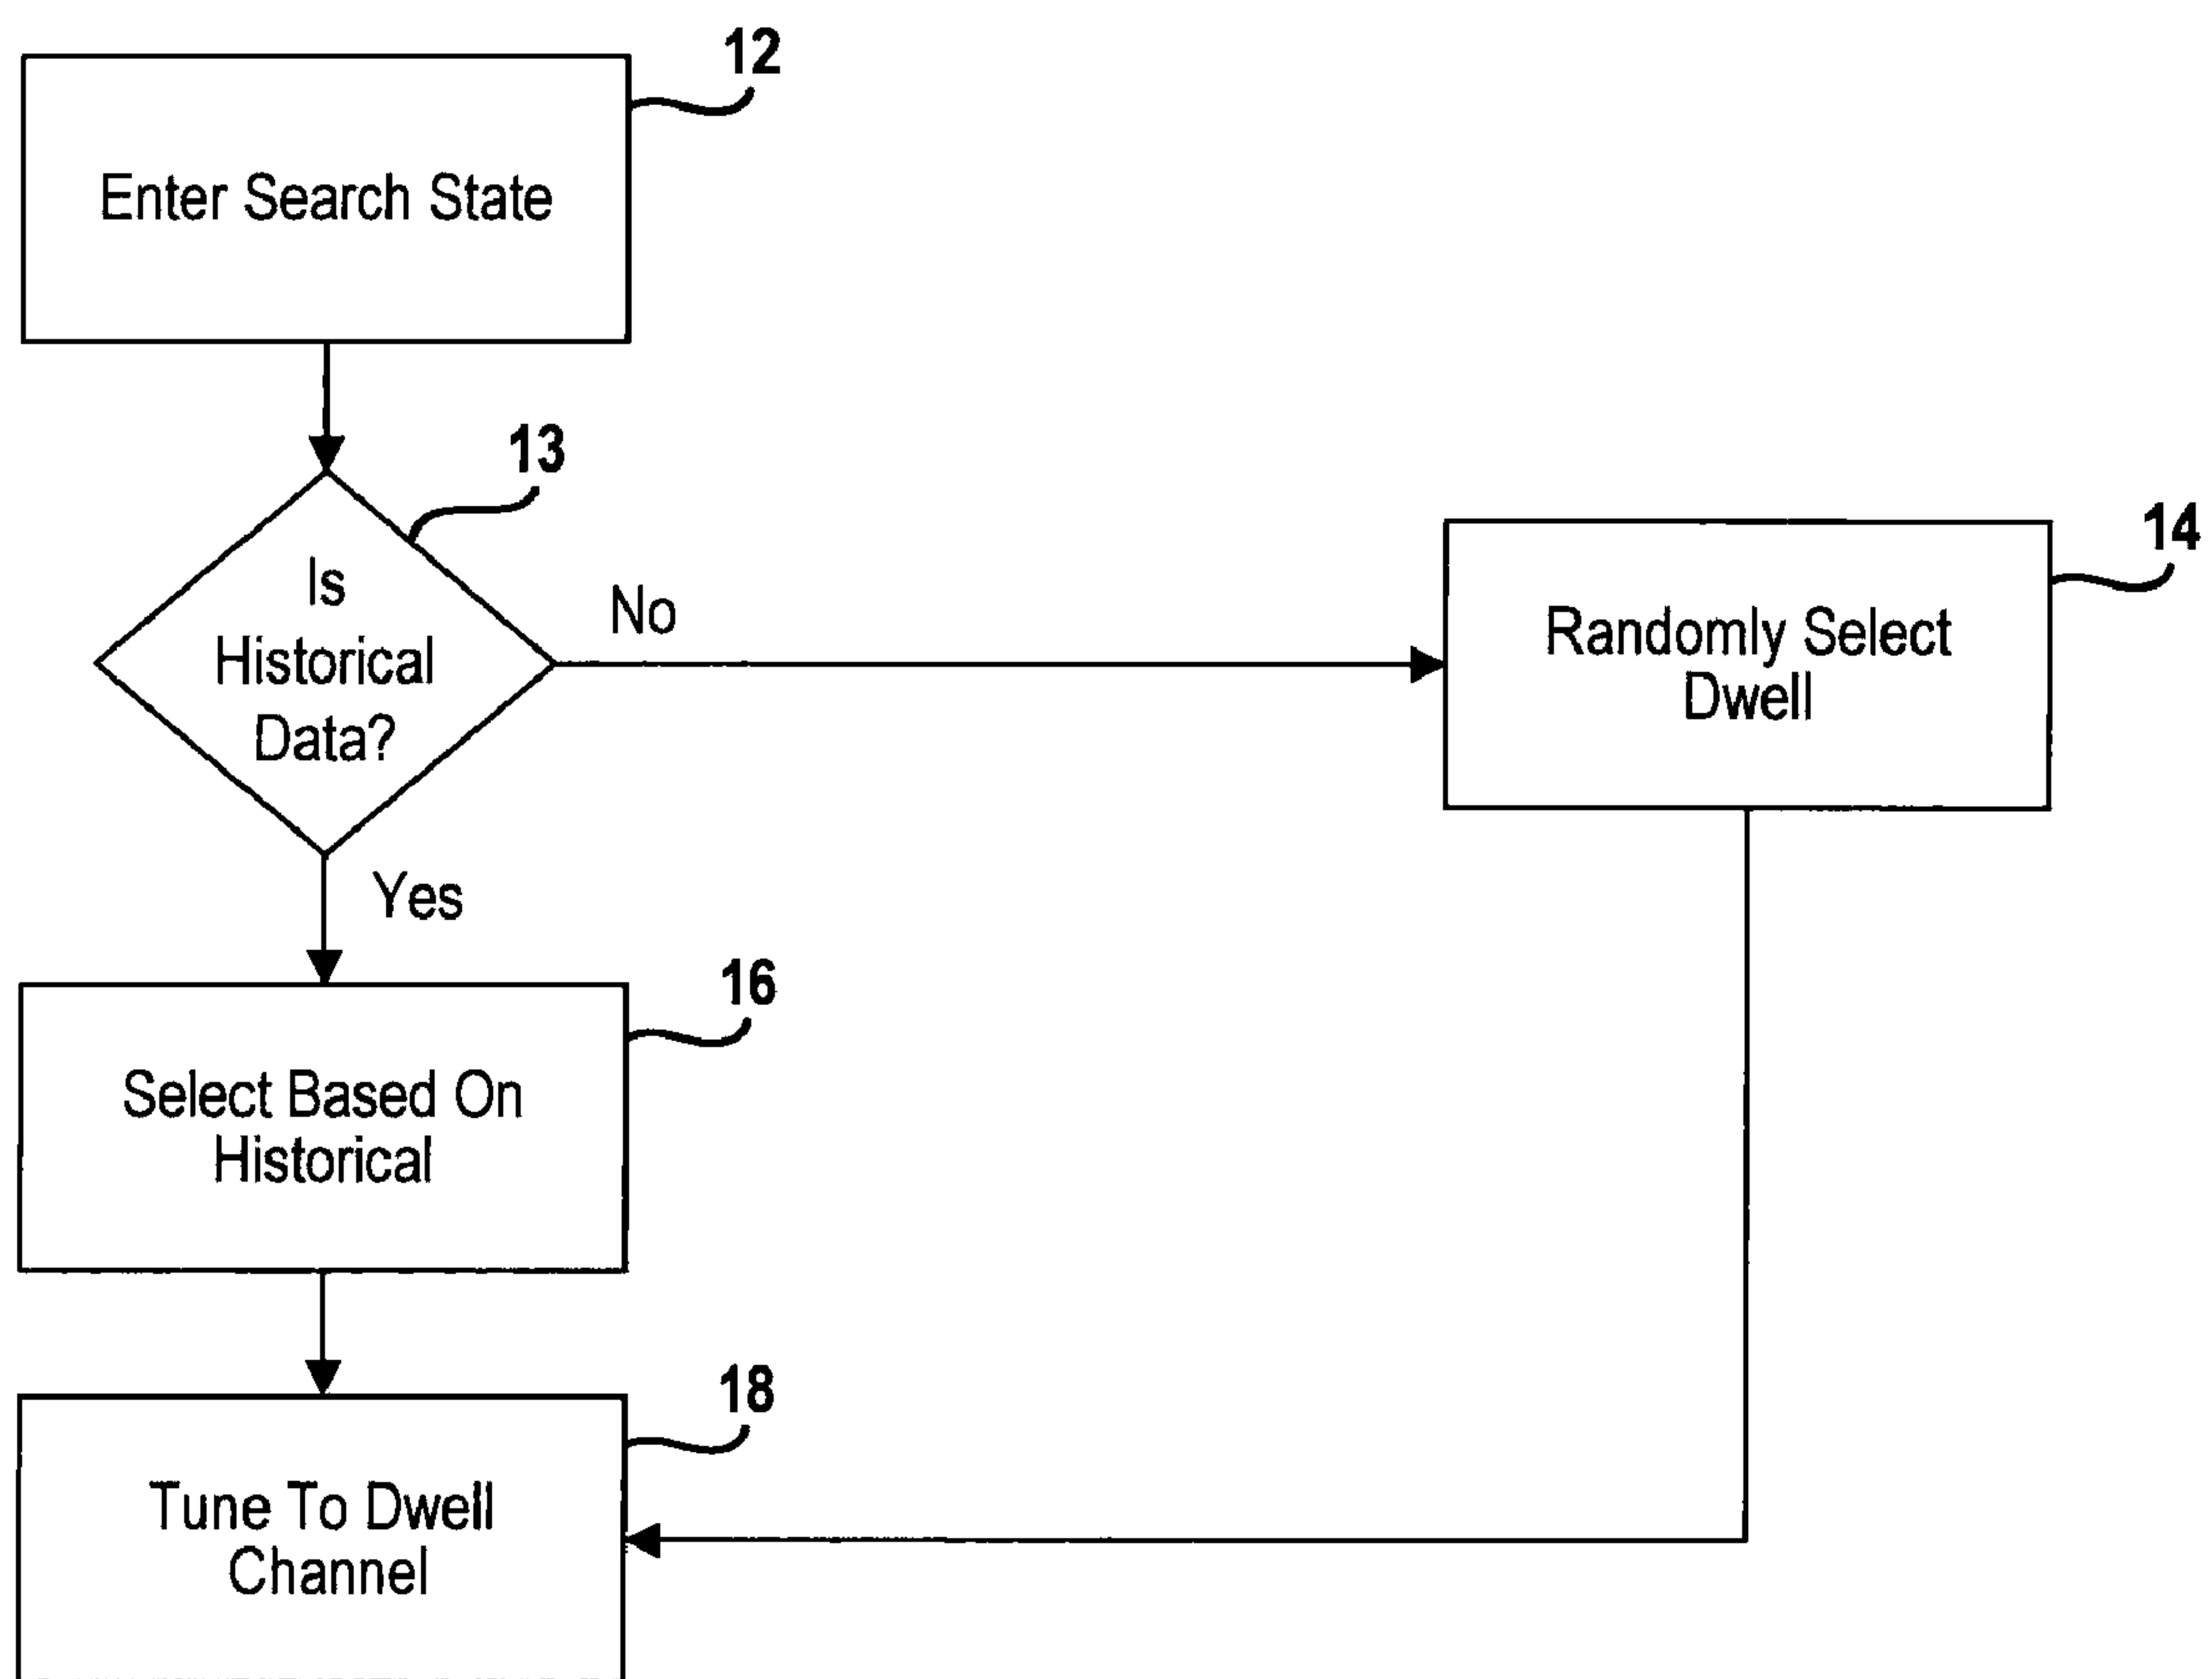 12
Enter Search State
13
Is
Historical
Data?
No
14
Randomly Select
Dwell
Yes
16
Select Based On
Historical
18
Tune To Dwell
Channel